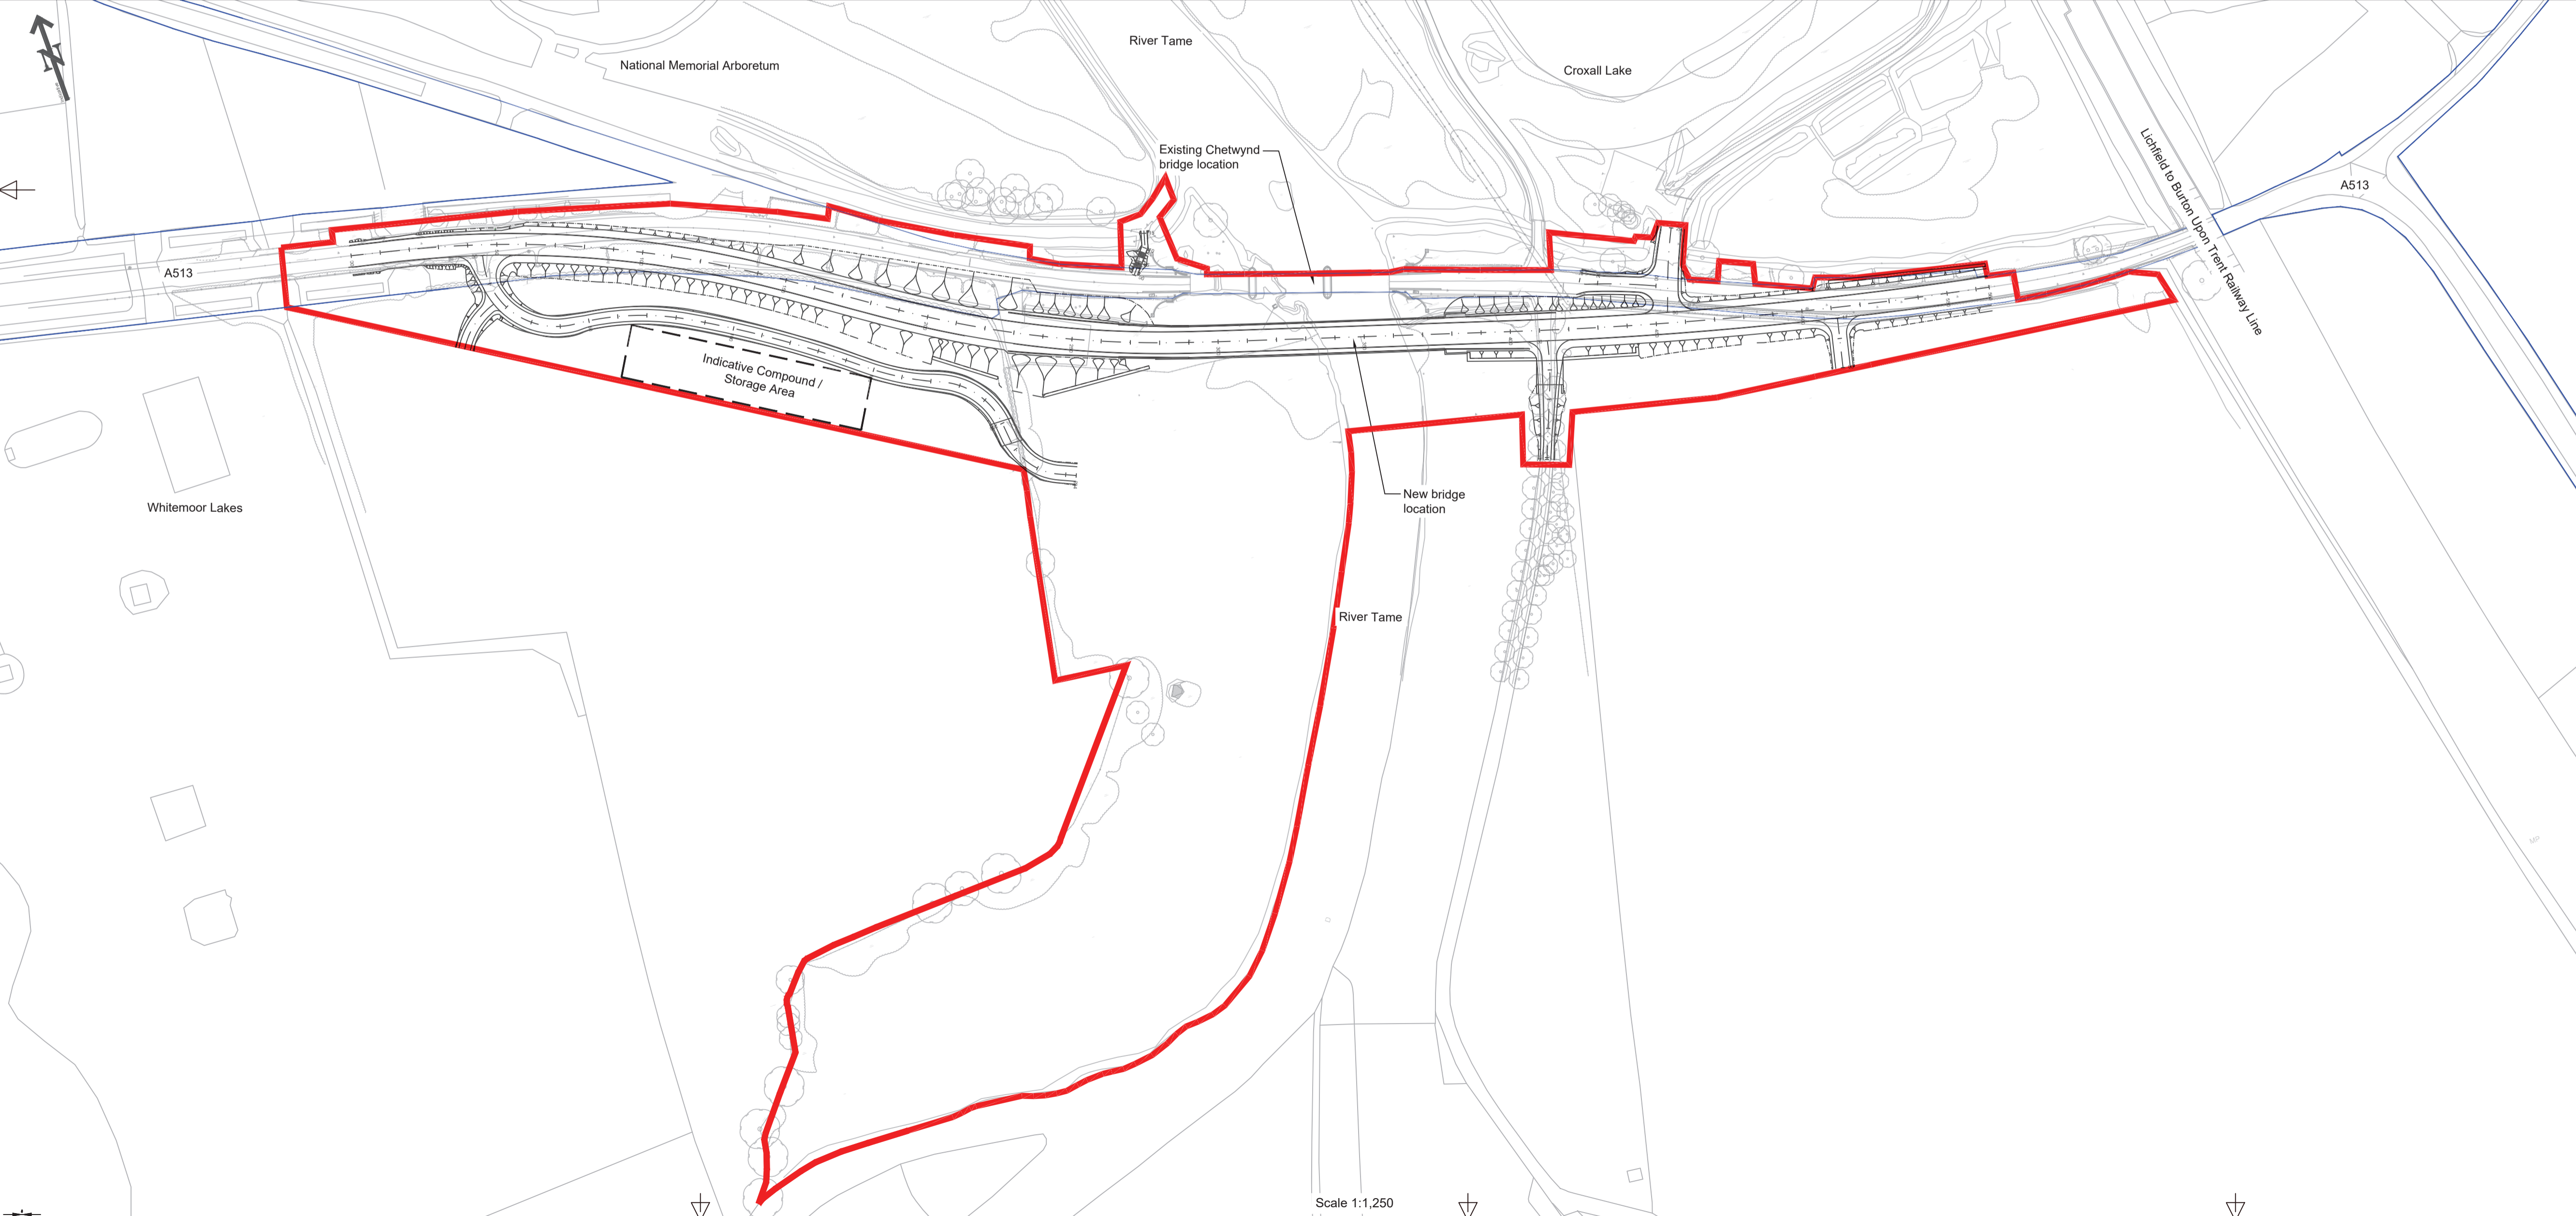 N
River Tame
National Memorial Arboretum
Croxall Lake
Existing Chetwynd
bridge location
Lichfield to Burton Upon Trent Railway Line
A513
A513
Indicative Compound /
Storage Area
New bridge
location
Whitemoor Lakes
River Tame
Scale 1:1,250